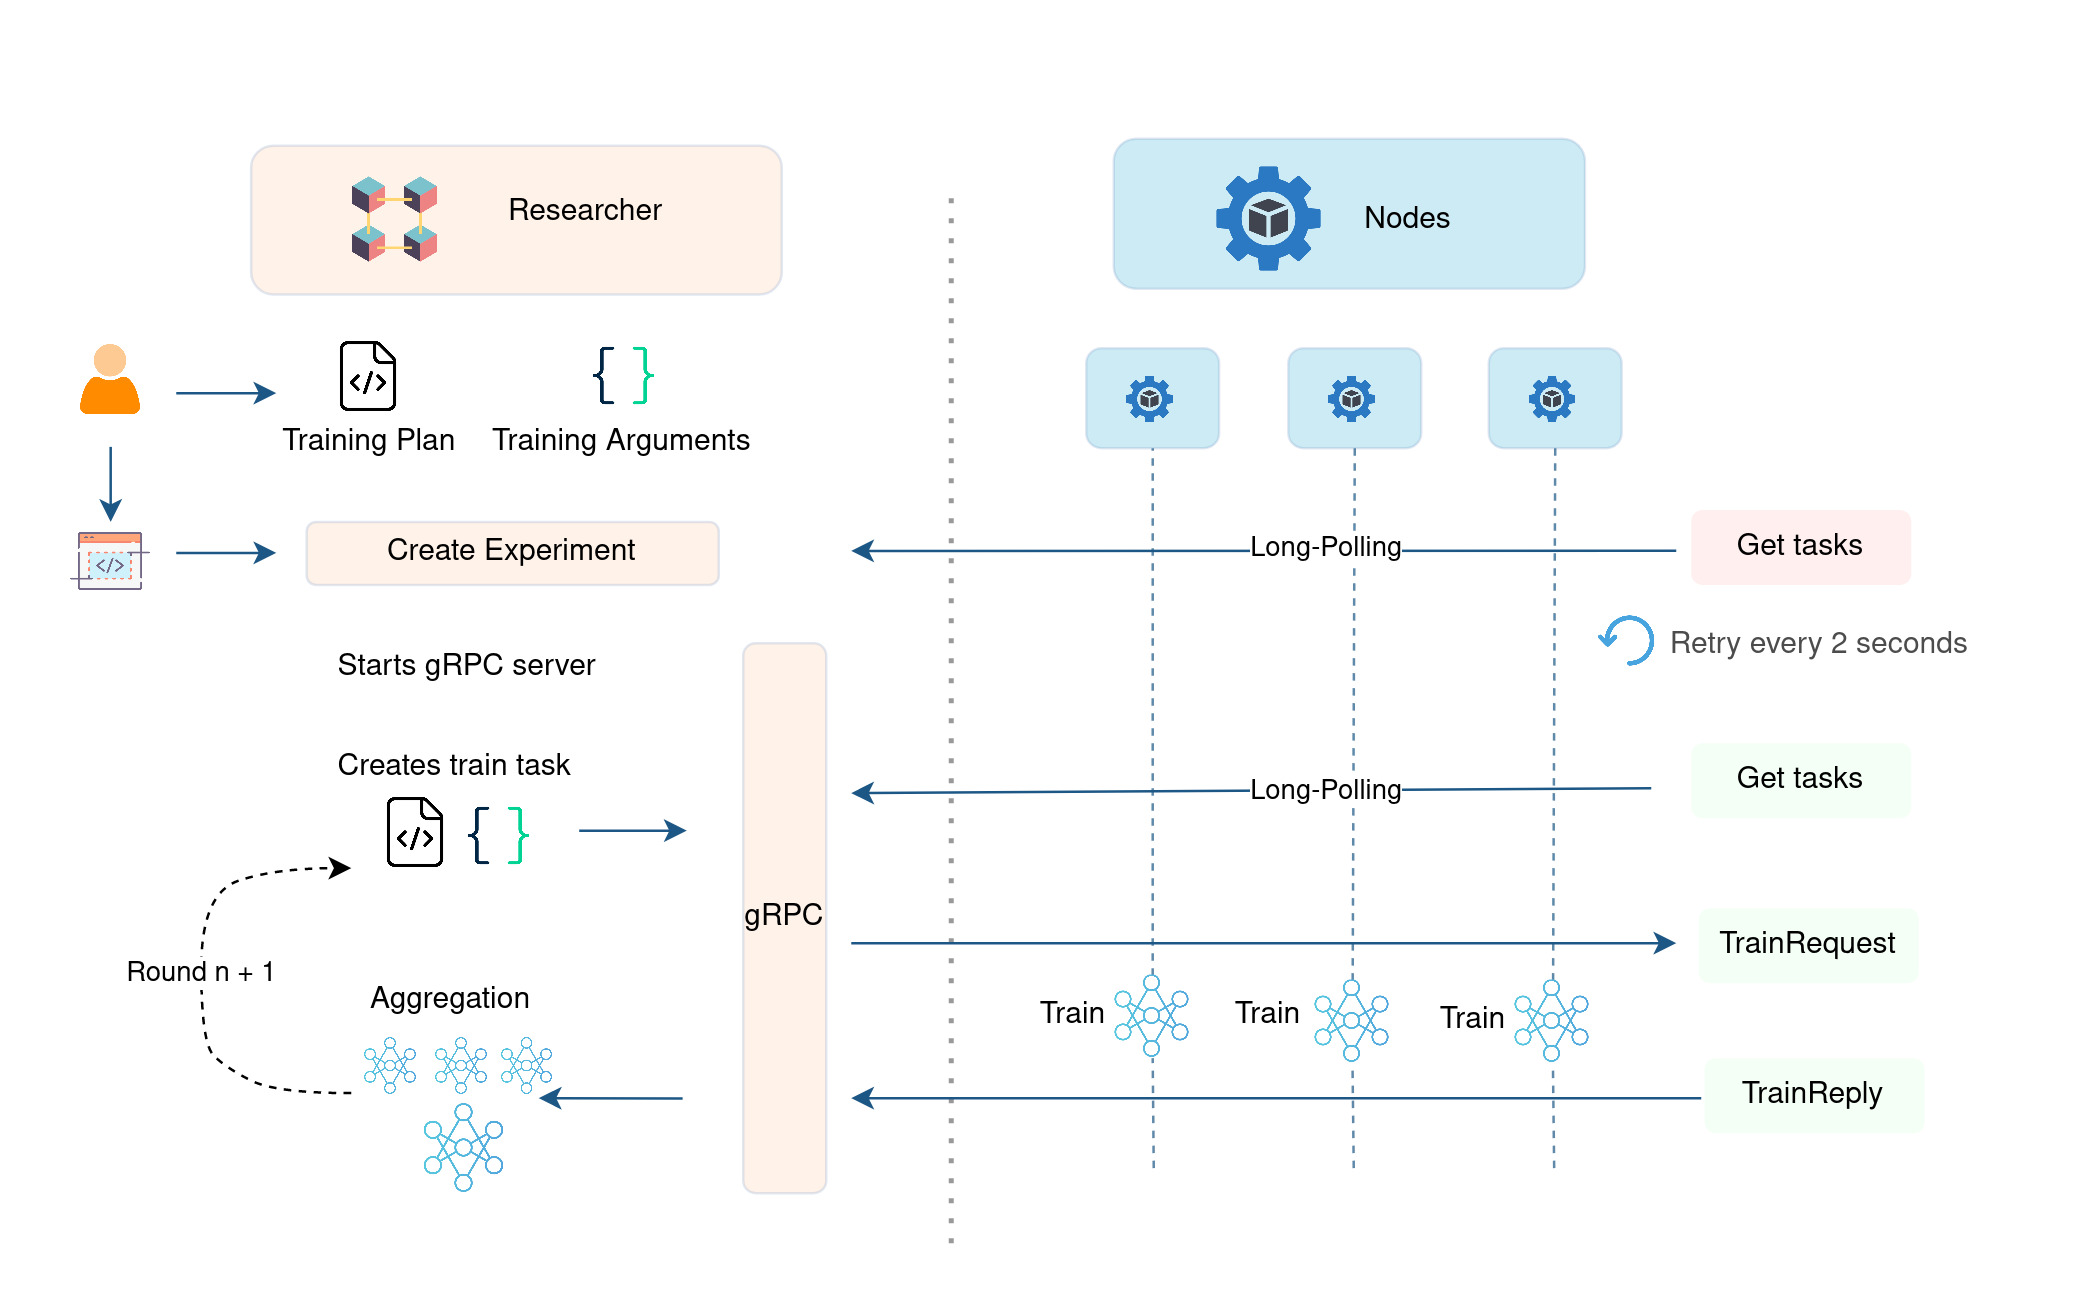 Researcher
Nodes
Training Plan
Training Arguments
Create Experiment
Long-Polling
Get tasks
Retry every 2 seconds
Starts gRPC server
Creates train task
Long-Polling
Get tasks
gRPC
TrainRequest
Round n + 1
Aggregation
Train
Train
Train
TrainReply